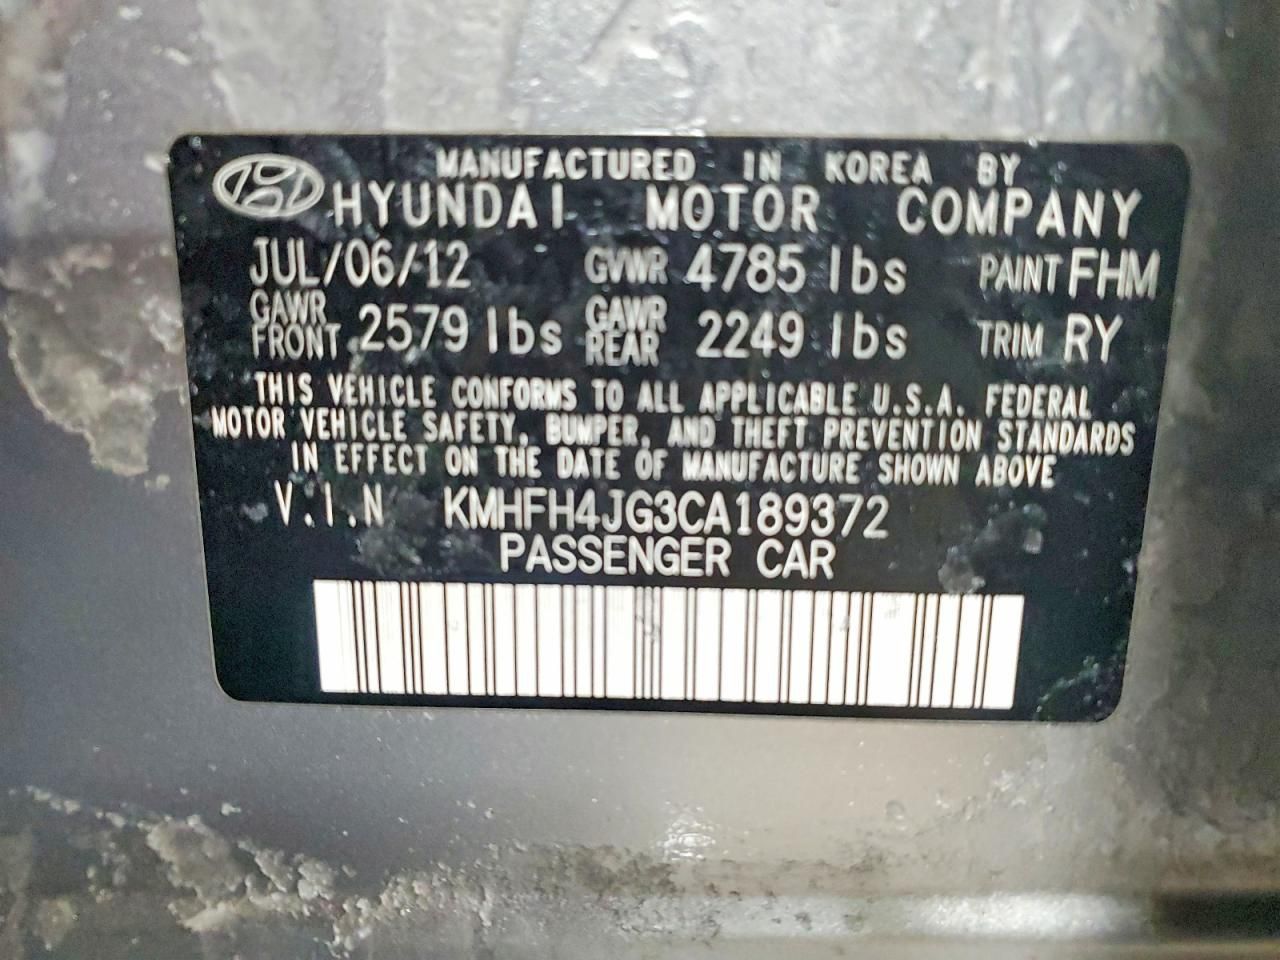 MANUFACTURED IN KOREA BY
HYUNDAI MOTOR COMPANY
JUL/06/12 GVWR 4785 lbs PAINT FHM
GAWR FRONT 2579 lbs GAWR REAR 2249 lbs TRIM RY
THIS VEHICLE CONFORMS TO ALL APPLICABLE U.S.A. FEDERAL
MOTOR VEHICLE SAFETY, BUMPER, AND THEFT PREVENTION STANDARDS
IN EFFECT ON THE DATE OF MANUFACTURE SHOWN ABOVE
V.I.N KMHFH4JG3CA189372
PASSENGER CAR